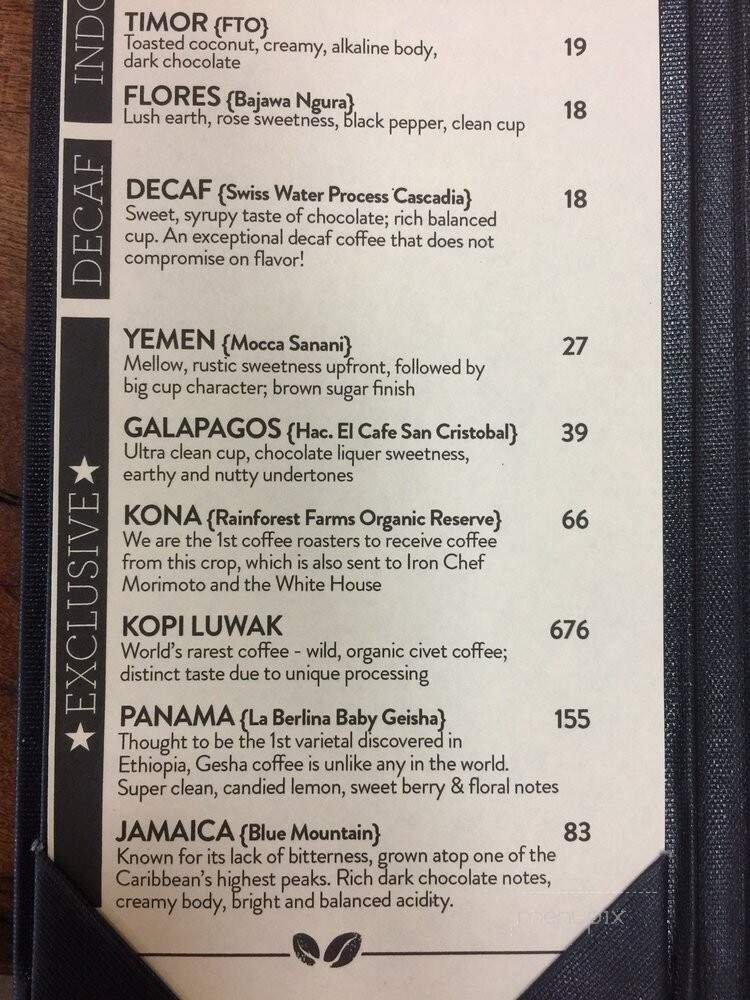 INDO
TIMOR {FTO}
Toasted coconut, creamy, alkaline body, 19
dark chocolate
FLORES {Bajawa Ngura}
Lush earth, rose sweetness, black pepper, clean cup 18
DECAF
DECAF {Swiss Water Process Cascadia} 18
Sweet, syrupy taste of chocolate; rich balanced
cup. An exceptional decaf coffee that does not
compromise on flavor!
★EXCLUSIVE★
YEMEN {Mocca Sanani} 27
Mellow, rustic sweetness upfront, followed by
big cup character; brown sugar finish
GALAPAGOS {Hac. El Cafe San Cristobal} 39
Ultra clean cup, chocolate liquer sweetness,
earthy and nutty undertones
KONA {Rainforest Farms Organic Reserve} 66
We are the 1st coffee roasters to receive coffee
from this crop, which is also sent to Iron Chef
Morimoto and the White House
KOPI LUWAK 676
World's rarest coffee - wild, organic civet coffee;
distinct taste due to unique processing
PANAMA {La Berlina Baby Geisha} 155
Thought to be the 1st varietal discovered in
Ethiopia, Gesha coffee is unlike any in the world.
Super clean, candied lemon, sweet berry & floral notes
JAMAICA {Blue Mountain} 83
Known for its lack of bitterness, grown atop one of the
Caribbean's highest peaks. Rich dark chocolate notes,
creamy body, bright and balanced acidity.
menupix